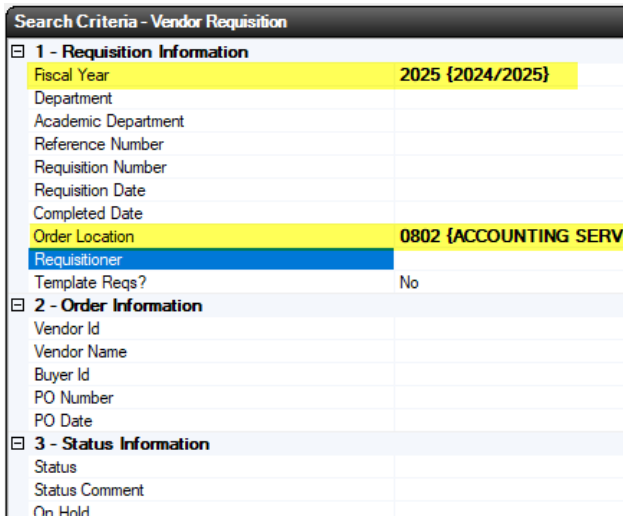 Search Criteria - Vendor Requisition
1 - Requisition Information
Fiscal Year 2025 {2024/2025}
Department
Academic Department
Reference Number
Requisition Number
Requisition Date
Completed Date
Order Location 0802 {ACCOUNTING SERV
Requisitioner
Template Reqs? No
2 - Order Information
Vendor Id
Vendor Name
Buyer Id
PO Number
PO Date
3 - Status Information
Status
Status Comment
On Hold